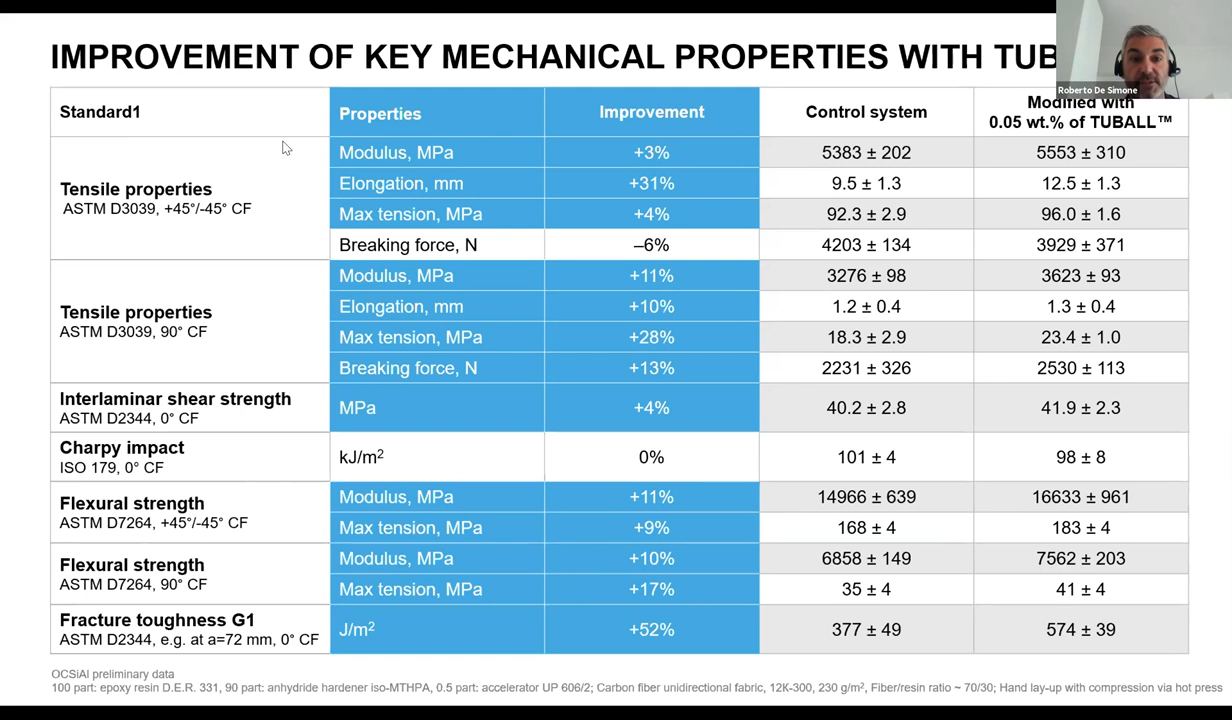 IMPROVEMENT OF KEY MECHANICAL PROPERTIES WITH TUB
Roberto De Simone
Standard1 Properties Improvement Control system Modified with
0.05 wt.% of TUBALL™
Tensile properties
ASTM D3039, +45°/-45° CF
Modulus, MPa +3% 5383 ± 202 5553 ± 310
Elongation, mm +31% 9.5 ± 1.3 12.5 ± 1.3
Max tension, MPa +4% 92.3 ± 2.9 96.0 ± 1.6
Breaking force, N –6% 4203 ± 134 3929 ± 371
Tensile properties
ASTM D3039, 90° CF
Modulus, MPa +11% 3276 ± 98 3623 ± 93
Elongation, mm +10% 1.2 ± 0.4 1.3 ± 0.4
Max tension, MPa +28% 18.3 ± 2.9 23.4 ± 1.0
Breaking force, N +13% 2231 ± 326 2530 ± 113
Interlaminar shear strength
ASTM D2344, 0° CF
MPa +4% 40.2 ± 2.8 41.9 ± 2.3
Charpy impact
ISO 179, 0° CF
kJ/m² 0% 101 ± 4 98 ± 8
Flexural strength
ASTM D7264, +45°/-45° CF
Modulus, MPa +11% 14966 ± 639 16633 ± 961
Max tension, MPa +9% 168 ± 4 183 ± 4
Flexural strength
ASTM D7264, 90° CF
Modulus, MPa +10% 6858 ± 149 7562 ± 203
Max tension, MPa +17% 35 ± 4 41 ± 4
Fracture toughness G1
ASTM D2344, e.g. at a=72 mm, 0° CF
J/m² +52% 377 ± 49 574 ± 39
OCSiAl preliminary data
100 part: epoxy resin D.E.R. 331, 90 part: anhydride hardener iso-MTHPA, 0.5 part: accelerator UP 606/2; Carbon fiber unidirectional fabric, 12K-300, 230 g/m², Fiber/resin ratio ~ 70/30; Hand lay-up with compression via hot press